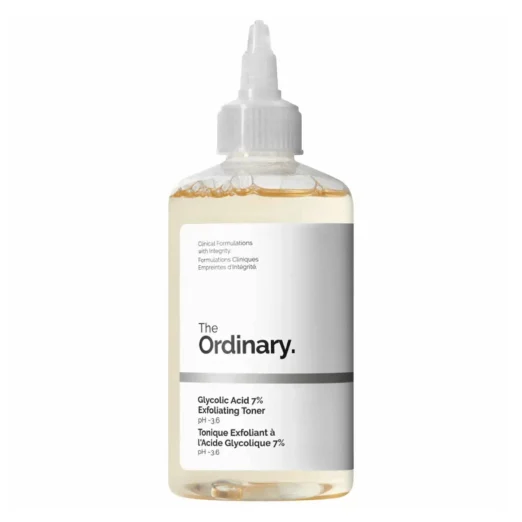 Clinical Formulations
with Integrity.
Formulations Cliniques
Empreintes d'Intégrité.
The
Ordinary.
Glycolic Acid 7%
Exfoliating Toner
pH ~3.6
Tonique Exfoliant à
l'Acide Glycolique 7%
pH ~3.6